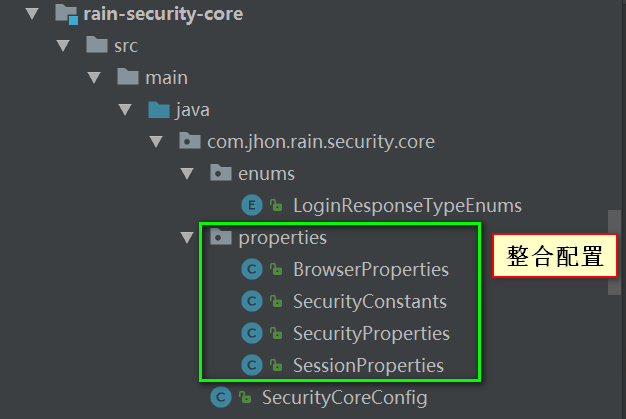 rain-security-core
src
main
java
com.jhon.rain.security.core
enums
E LoginResponseTypeEnums
properties
整合配置
C BrowserProperties
C SecurityConstants
C SecurityProperties
C SessionProperties
C SecurityCoreConfig